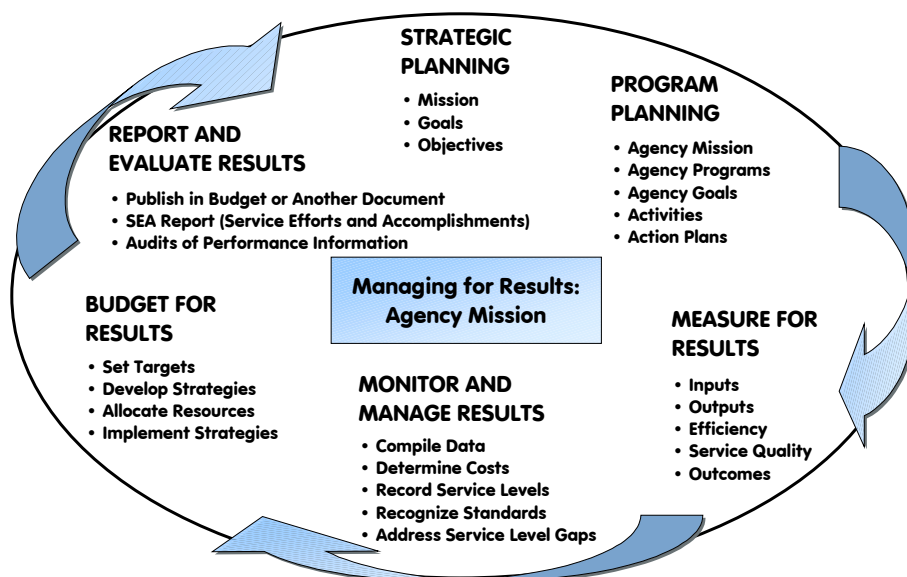 STRATEGIC
PLANNING
• Mission
• Goals
• Objectives
PROGRAM
PLANNING
• Agency Mission
• Agency Programs
• Agency Goals
• Activities
• Action Plans
MEASURE FOR
RESULTS
• Inputs
• Outputs
• Efficiency
• Service Quality
• Outcomes
MONITOR AND
MANAGE RESULTS
• Compile Data
• Determine Costs
• Record Service Levels
• Recognize Standards
• Address Service Level Gaps
BUDGET FOR
RESULTS
• Set Targets
• Develop Strategies
• Allocate Resources
• Implement Strategies
REPORT AND
EVALUATE RESULTS
• Publish in Budget or Another Document
• SEA Report (Service Efforts and Accomplishments)
• Audits of Performance Information
Managing for Results:
Agency Mission